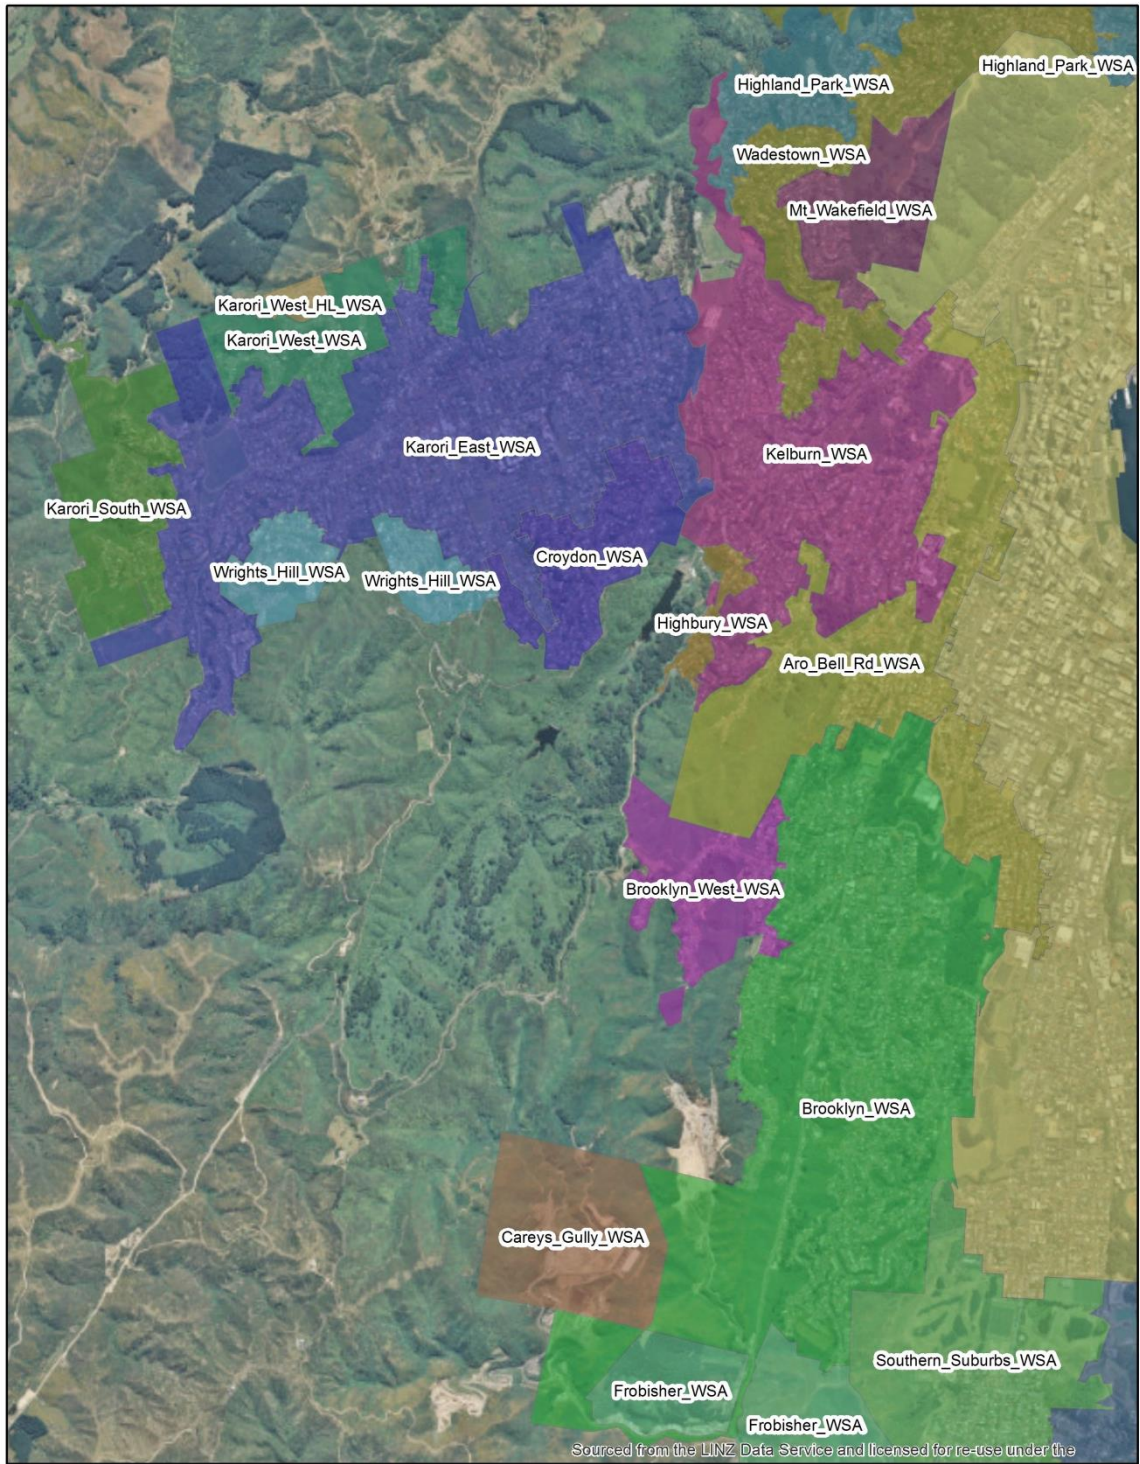 Highland_Park_WSA
Highland_Park_WSA
Wadestown_WSA
Mt_Wakefield_WSA
Karori_West_HL_WSA
Karori_West_WSA
Karori_East_WSA
Kelburn_WSA
Karori_South_WSA
Croydon_WSA
Wrights_Hill_WSA
Wrights_Hill_WSA
Highbury_WSA
Aro_Bell_Rd_WSA
Brooklyn_West_WSA
Brooklyn_WSA
Careys_Gully_WSA
Southern_Suburbs_WSA
Frobisher_WSA
Frobisher_WSA
Sourced from the LINZ Data Service and licensed for re-use under the